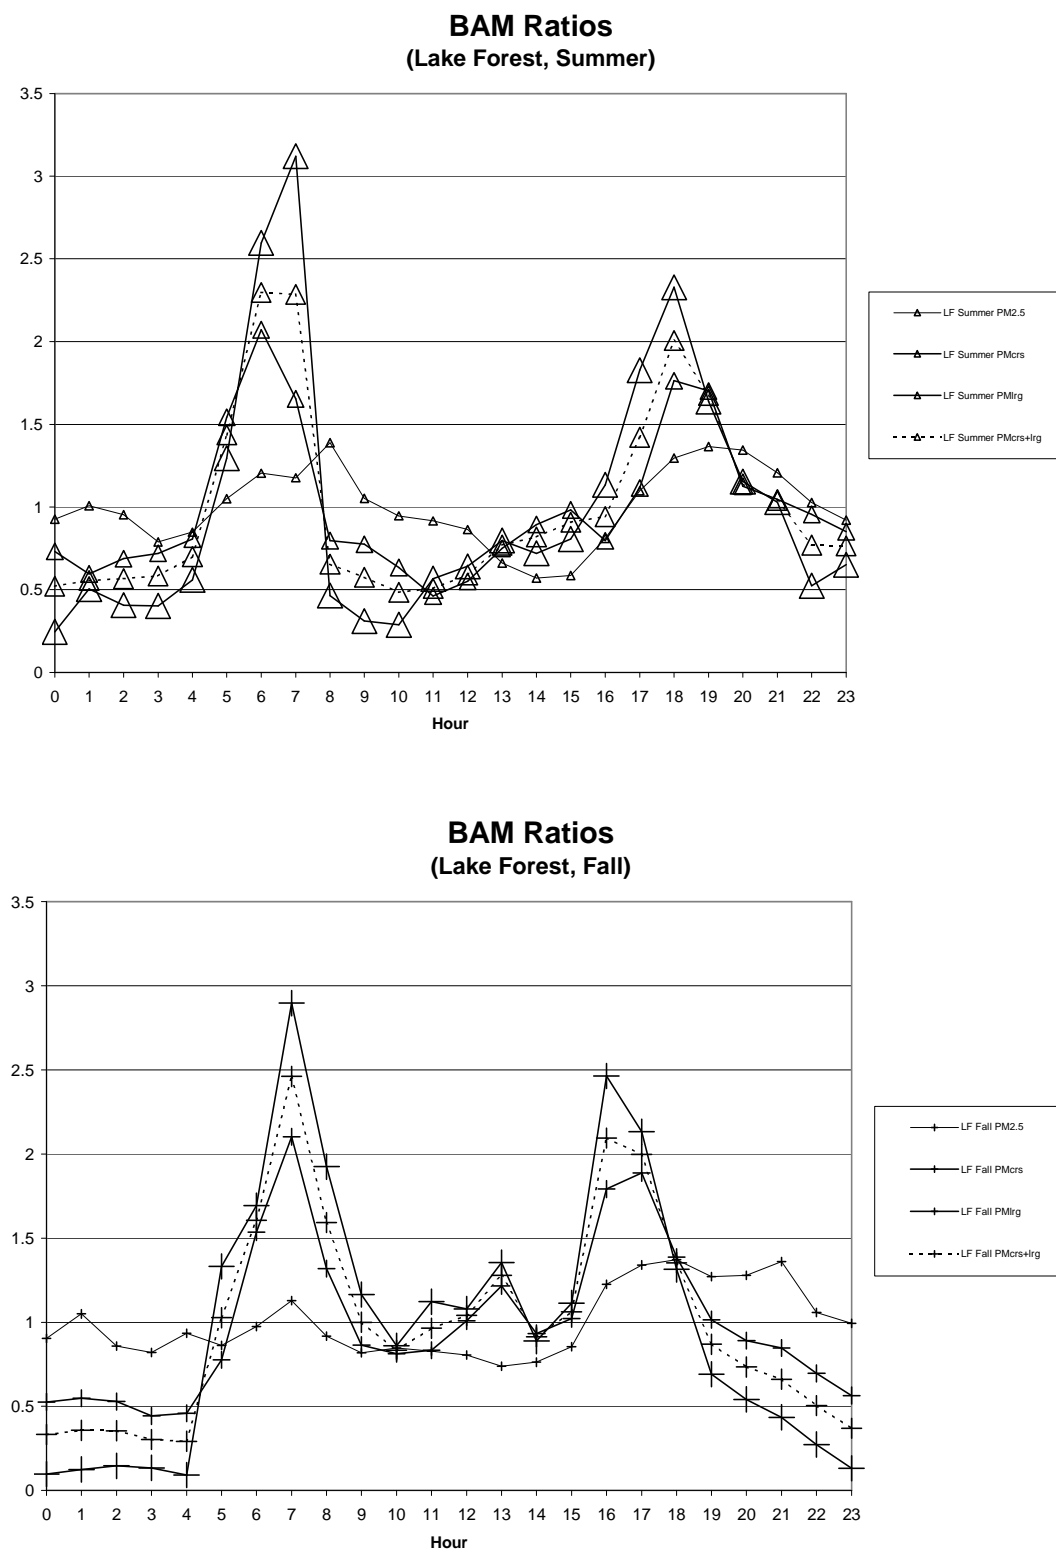 BAM Ratios
(Lake Forest, Summer)
3.5
3
2.5
2
1.5
1
0.5
0
0 1 2 3 4 5 6 7 8 9 10 11 12 13 14 15 16 17 18 19 20 21 22 23
Hour
LF Summer PM2.5
LF Summer PMcrs
LF Summer PMlrg
LF Summer PMcrs+lrg
BAM Ratios
(Lake Forest, Fall)
3.5
3
2.5
2
1.5
1
0.5
0
0 1 2 3 4 5 6 7 8 9 10 11 12 13 14 15 16 17 18 19 20 21 22 23
Hour
LF Fall PM2.5
LF Fall PMcrs
LF Fall PMlrg
LF Fall PMcrs+lrg